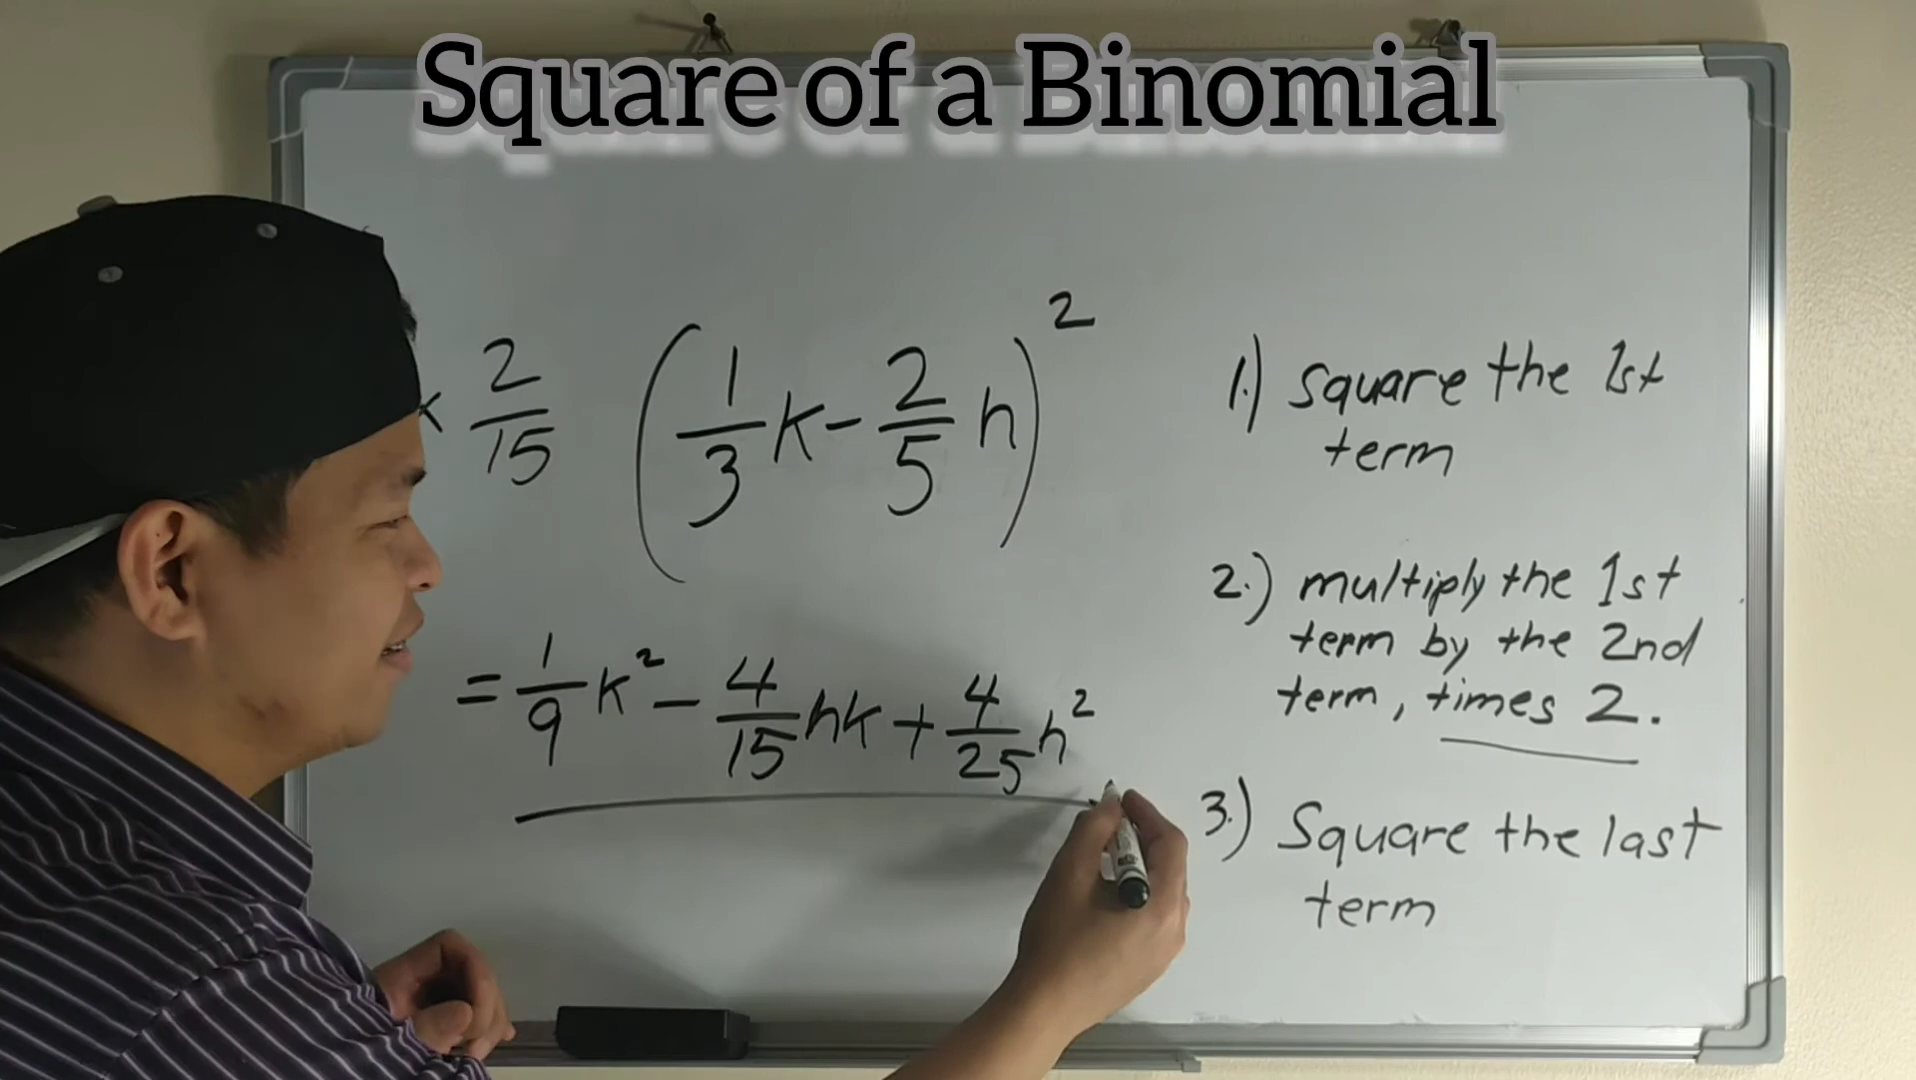 Square of a Binomial
× 2/15 (1/3 k - 2/5 h)²
= 1/9 k² - 4/15 hk + 4/25 h²
1.) square the 1st
term
2.) multiply the 1st
term by the 2nd
term, times 2.
3.) Square the last
term